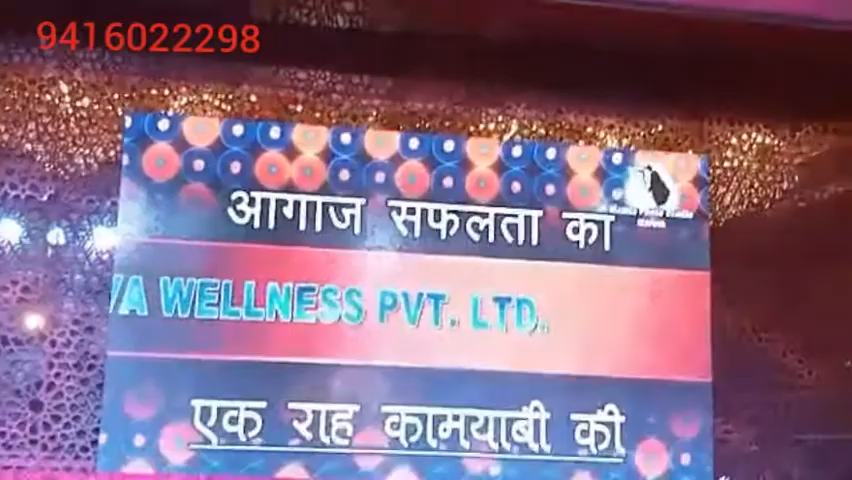 9416022298
आगाज सफलता का
WELLNESS PVT. LTD.
एक राह कामयाबी की